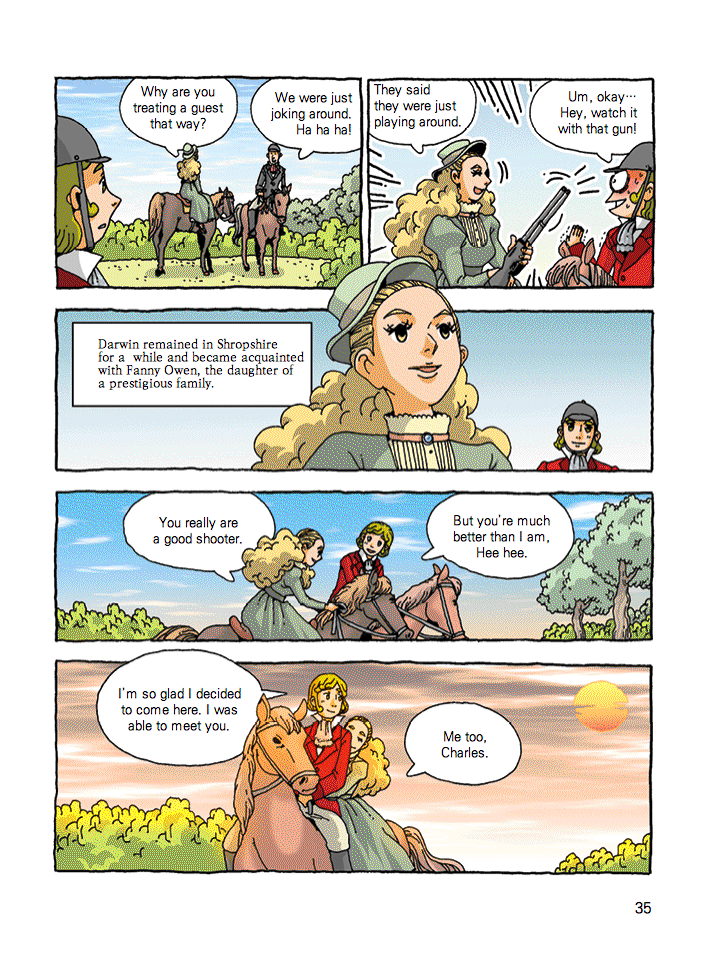 Why are you
treating a guest
that way?
We were just
joking around.
Ha ha ha!
They said
they were just
playing around.
Um, okay…
Hey, watch it
with that gun!
Darwin remained in Shropshire
for a while and became acquainted
with Fanny Owen, the daughter of
a prestigious family.
You really are
a good shooter.
But you're much
better than I am,
Hee hee.
I'm so glad I decided
to come here. I was
able to meet you.
Me too,
Charles.
35